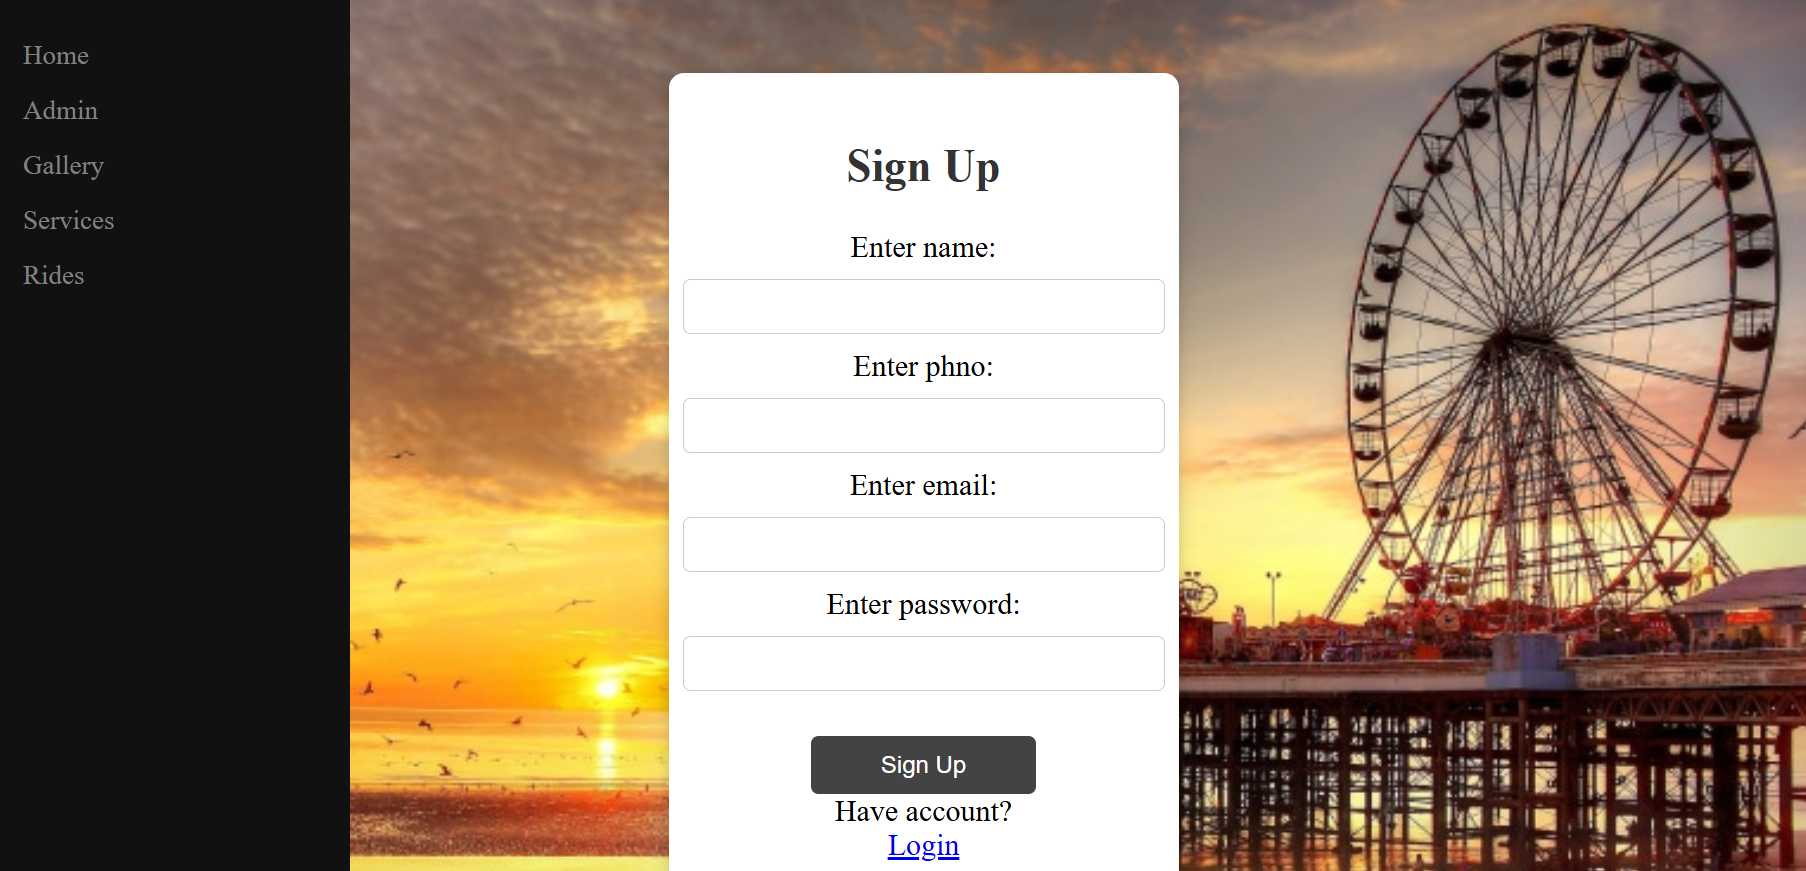 Home
Admin
Gallery
Services
Rides
Sign Up
Enter name:
Enter phno:
Enter email:
Enter password:
Sign Up
Have account?
Login